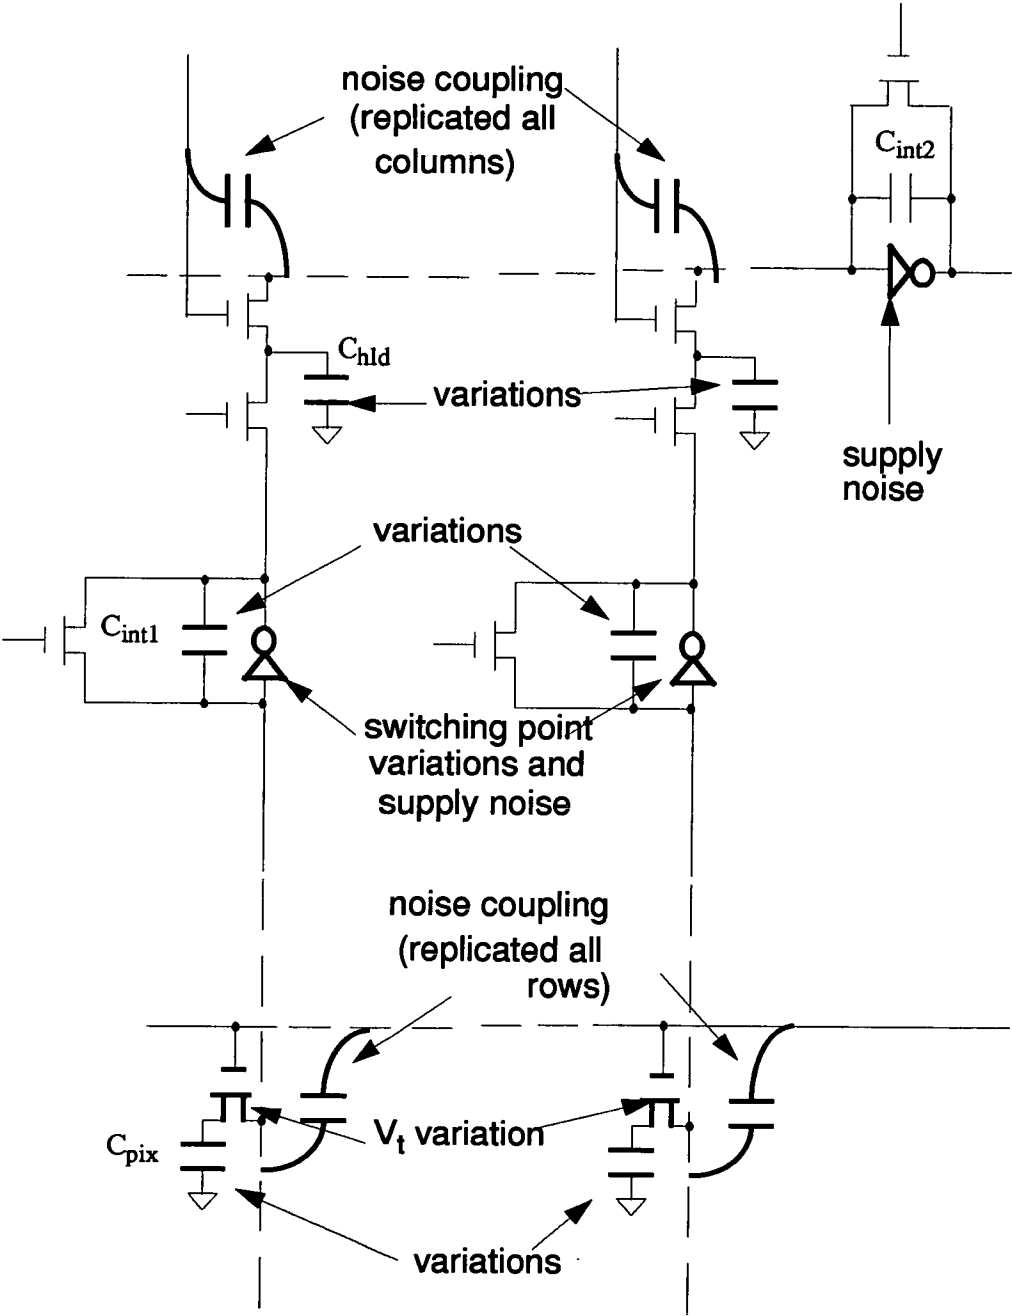 noise coupling
(replicated all
columns)
C_int2
C_hld
variations
supply
noise
variations
C_int1
switching point
variations and
supply noise
noise coupling
(replicated all
rows)
V_t variation
C_pix
variations